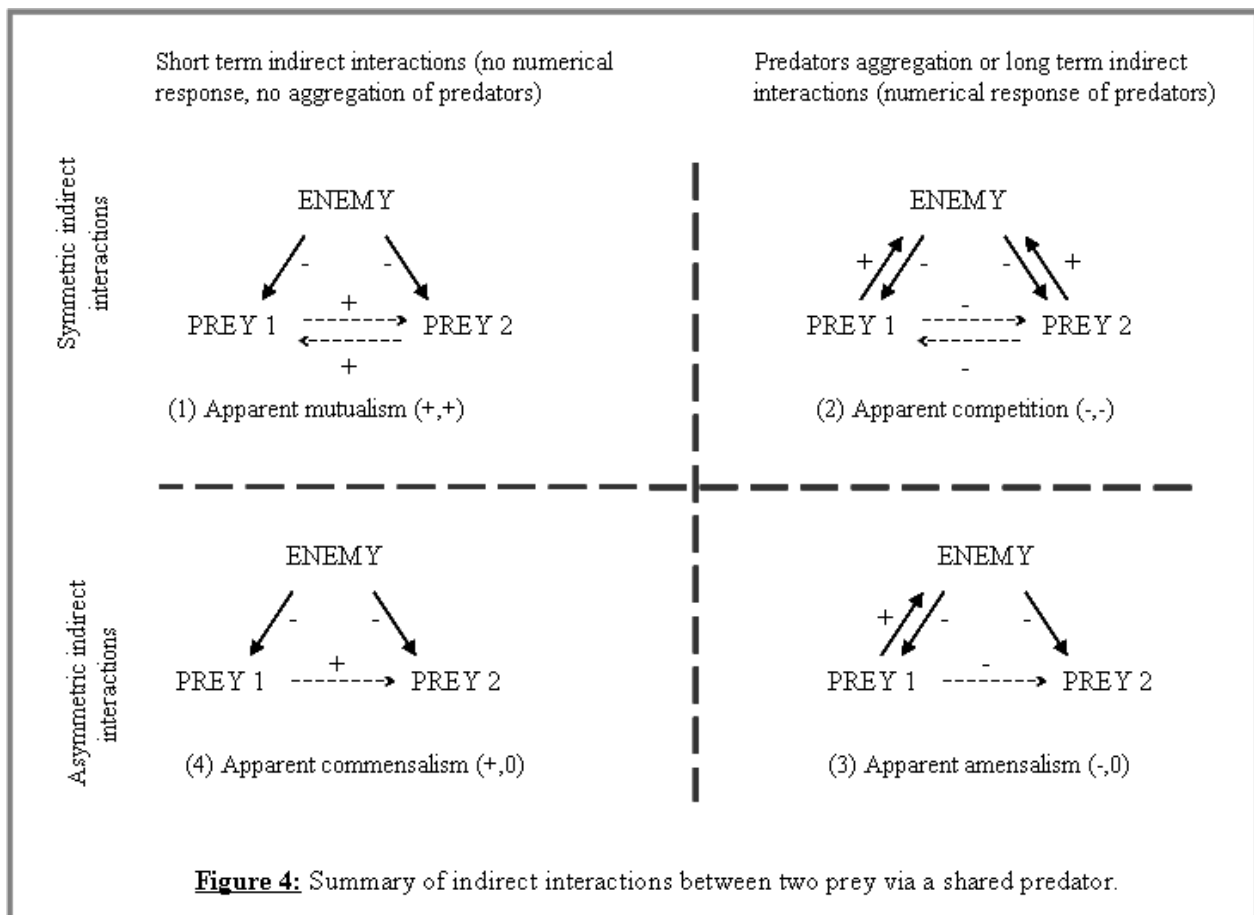 Short term indirect interactions (no numerical
response, no aggregation of predators)
Predators aggregation or long term indirect
interactions (numerical response of predators)
Symmetric indirect
interactions
ENEMY
- -
+
PREY 1 PREY 2
+
(1) Apparent mutualism (+,+)
ENEMY
+ - - +
-
PREY 1 PREY 2
-
(2) Apparent competition (-,-)
Asymmetric indirect
interactions
ENEMY
- -
+
PREY 1 PREY 2
(4) Apparent commensalism (+,0)
ENEMY
+ - -
-
PREY 1 PREY 2
(3) Apparent amensalism (-,0)
Figure 4: Summary of indirect interactions between two prey via a shared predator.